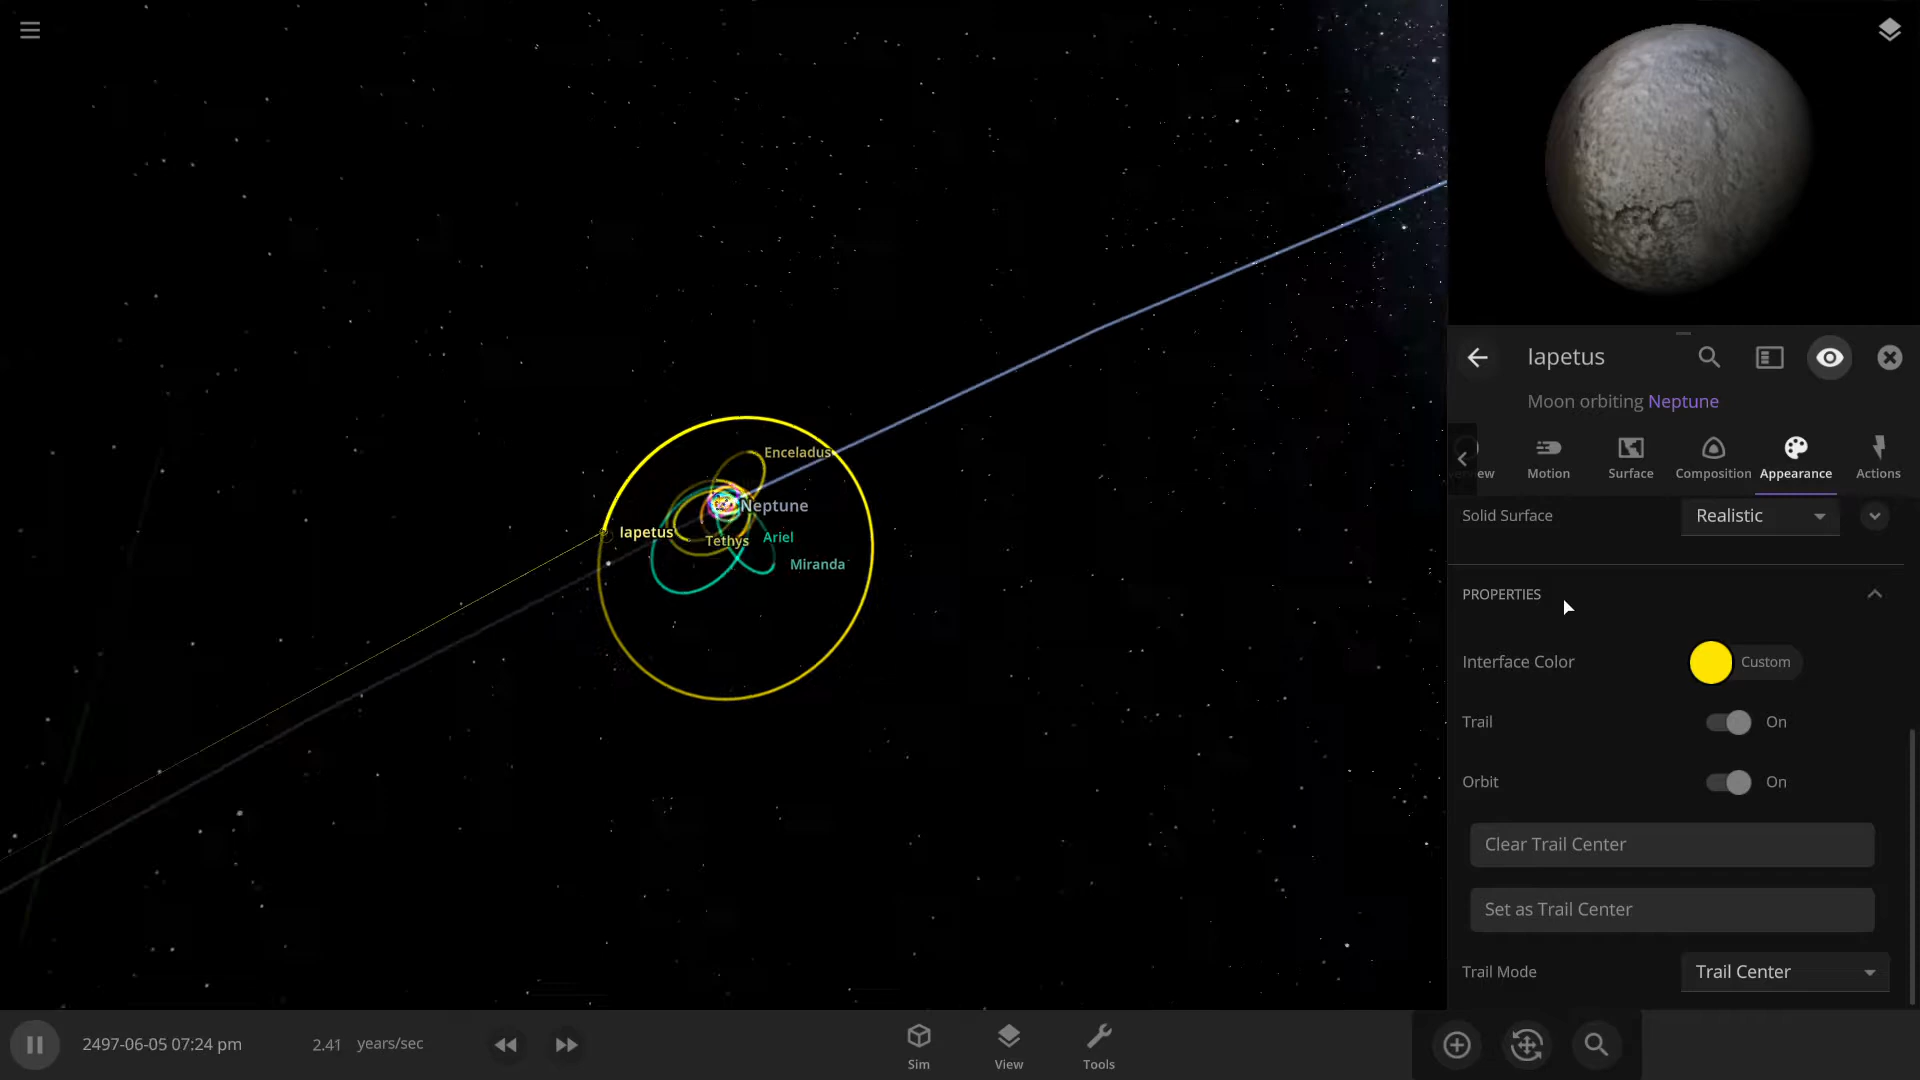 Enceladus
Neptune
Iapetus
Tethys
Ariel
Miranda
Iapetus
Moon orbiting Neptune
ew
Motion
Surface
Composition
Appearance
Actions
Solid Surface
Realistic
PROPERTIES
Interface Color
Custom
Trail
On
Orbit
On
Clear Trail Center
Set as Trail Center
Trail Mode
Trail Center
2497-06-05 07:24 pm
2.41 years/sec
Sim
View
Tools